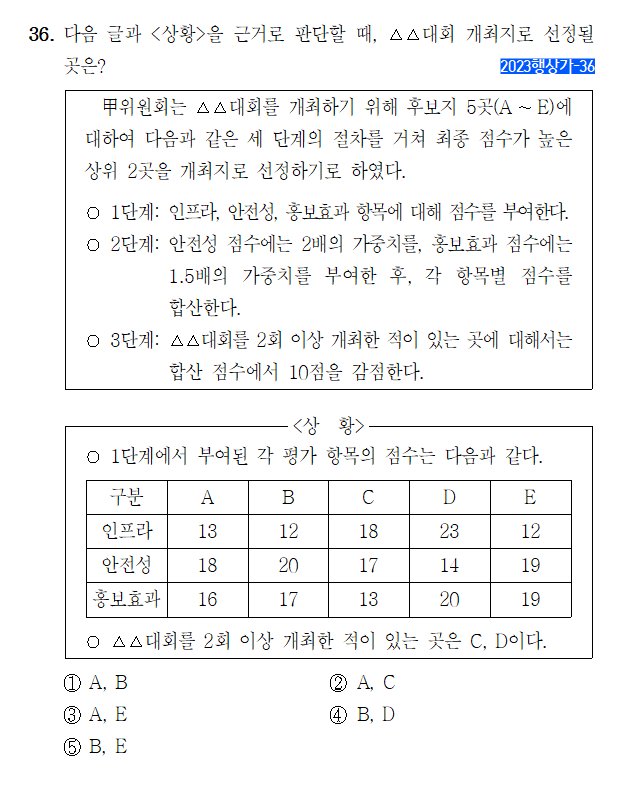 36. 다음 글과 <상황>을 근거로 판단할 때, △△대회 개최지로 선정될
곳은?
2023행상가-36
甲위원회는 △△대회를 개최하기 위해 후보지 5곳(A ~ E)에
대하여 다음과 같은 세 단계의 절차를 거쳐 최종 점수가 높은
상위 2곳을 개최지로 선정하기로 하였다.
○ 1단계: 인프라, 안전성, 홍보효과 항목에 대해 점수를 부여한다.
○ 2단계: 안전성 점수에는 2배의 가중치를, 홍보효과 점수에는
1.5배의 가중치를 부여한 후, 각 항목별 점수를
합산한다.
○ 3단계: △△대회를 2회 이상 개최한 적이 있는 곳에 대해서는
합산 점수에서 10점을 감점한다.
<상 황>
○ 1단계에서 부여된 각 평가 항목의 점수는 다음과 같다.
구분 A B C D E
인프라 13 12 18 23 12
안전성 18 20 17 14 19
홍보효과 16 17 13 20 19
○ △△대회를 2회 이상 개최한 적이 있는 곳은 C, D이다.
① A, B
② A, C
③ A, E
④ B, D
⑤ B, E